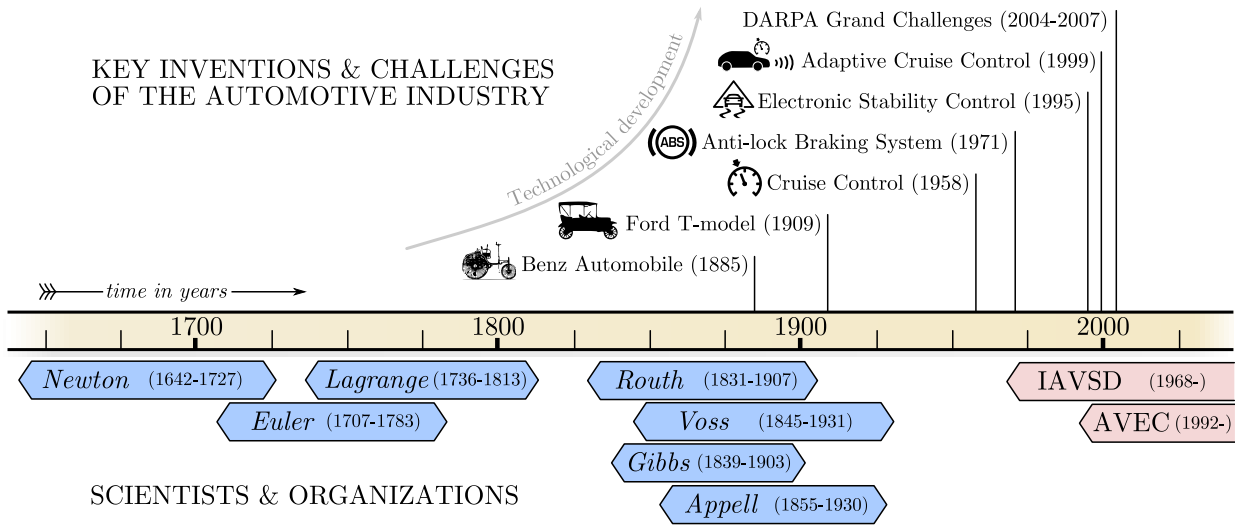 DARPA Grand Challenges (2004-2007)
KEY INVENTIONS & CHALLENGES
OF THE AUTOMOTIVE INDUSTRY
Technological development
Adaptive Cruise Control (1999)
Electronic Stability Control (1995)
ABS
Anti-lock Braking System (1971)
Cruise Control (1958)
Ford T-model (1909)
Benz Automobile (1885)
time in years
1700 1800 1900 2000
Newton (1642-1727) Lagrange (1736-1813) Routh (1831-1907) IAVSD (1968-)
Euler (1707-1783) Voss (1845-1931) AVEC (1992-)
Gibbs (1839-1903)
Appell (1855-1930)
SCIENTISTS & ORGANIZATIONS